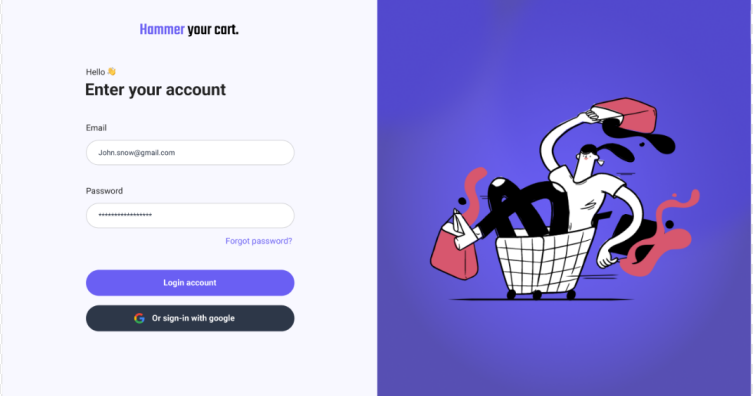 Hammer your cart.
Hello 👋
Enter your account
Email
John.snow@gmail.com
Password
*****************
Forgot password?
Login account
Or sign-in with google